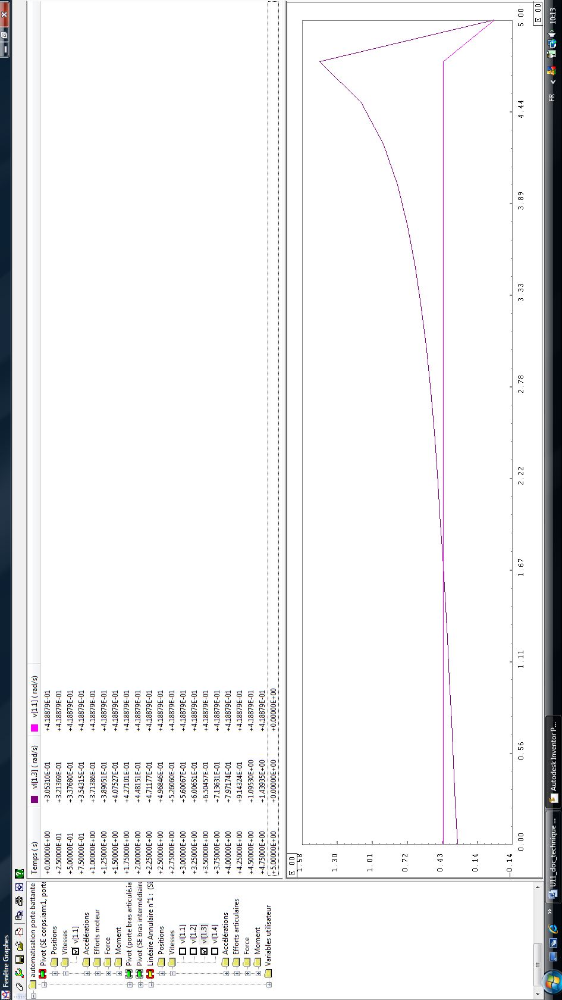 Fenêtre Graphes
automatisation porte battante
Pivot (SE corps.iam:1, porte
Positions
Vitesses
v[1.1]
Accélérations
Efforts moteur
Force
Moment
Pivot (porte bras articulé.ia
Pivot (SE bras intermédiaire
Linéaire Annulaire n°1 : (SE
Positions
Vitesses
vl[1.1]
vl[1.2]
vl[1.3]
vl[1.4]
Accélérations
Efforts articulaires
Force
Moment
Variables utilisateur
Temps ( s ) vl[1.3] ( rad/s) v[1.1] ( rad/s)
+0.00000E+00 +3.05310E-01 +4.18879E-01
+2.50000E-01 +3.21369E-01 +4.18879E-01
+5.00000E-01 +3.37680E-01 +4.18879E-01
+7.50000E-01 +3.54315E-01 +4.18879E-01
+1.00000E+00 +3.71386E-01 +4.18879E-01
+1.25000E+00 +3.89051E-01 +4.18879E-01
+1.50000E+00 +4.07527E-01 +4.18879E-01
+1.75000E+00 +4.27101E-01 +4.18879E-01
+2.00000E+00 +4.48151E-01 +4.18879E-01
+2.25000E+00 +4.71177E-01 +4.18879E-01
+2.50000E+00 +4.96846E-01 +4.18879E-01
+2.75000E+00 +5.26060E-01 +4.18879E-01
+3.00000E+00 +5.60067E-01 +4.18879E-01
+3.25000E+00 +6.00651E-01 +4.18879E-01
+3.50000E+00 +6.50457E-01 +4.18879E-01
+3.75000E+00 +7.13631E-01 +4.18879E-01
+4.00000E+00 +7.97174E-01 +4.18879E-01
+4.25000E+00 +9.14324E-01 +4.18879E-01
+4.50000E+00 +1.09530E+00 +4.18879E-01
+4.75000E+00 +1.43935E+00 +4.18879E-01
+5.00000E+00 +0.00000E+00 +0.00000E+00
E 00
1.58
1.30
1.01
0.72
0.43
0.14
-0.14
0.00 0.56 1.11 1.67 2.22 2.78 3.33 3.89 4.44 5.00
E 00
U11_doc_technique ... Autodesk Inventor P... FR 10:13